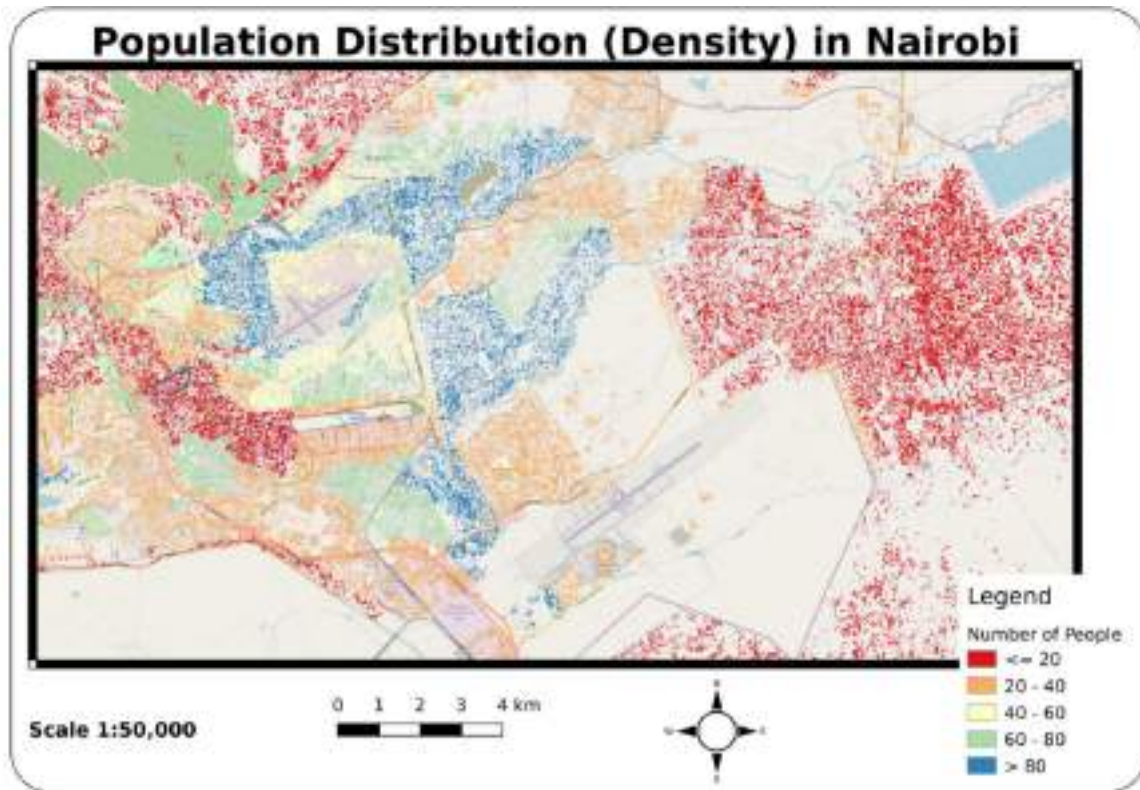 Population Distribution (Density) in Nairobi
Legend
Number of People
<= 20
20 - 40
40 - 60
60 - 80
> 80
0 1 2 3 4 km
Scale 1:50,000